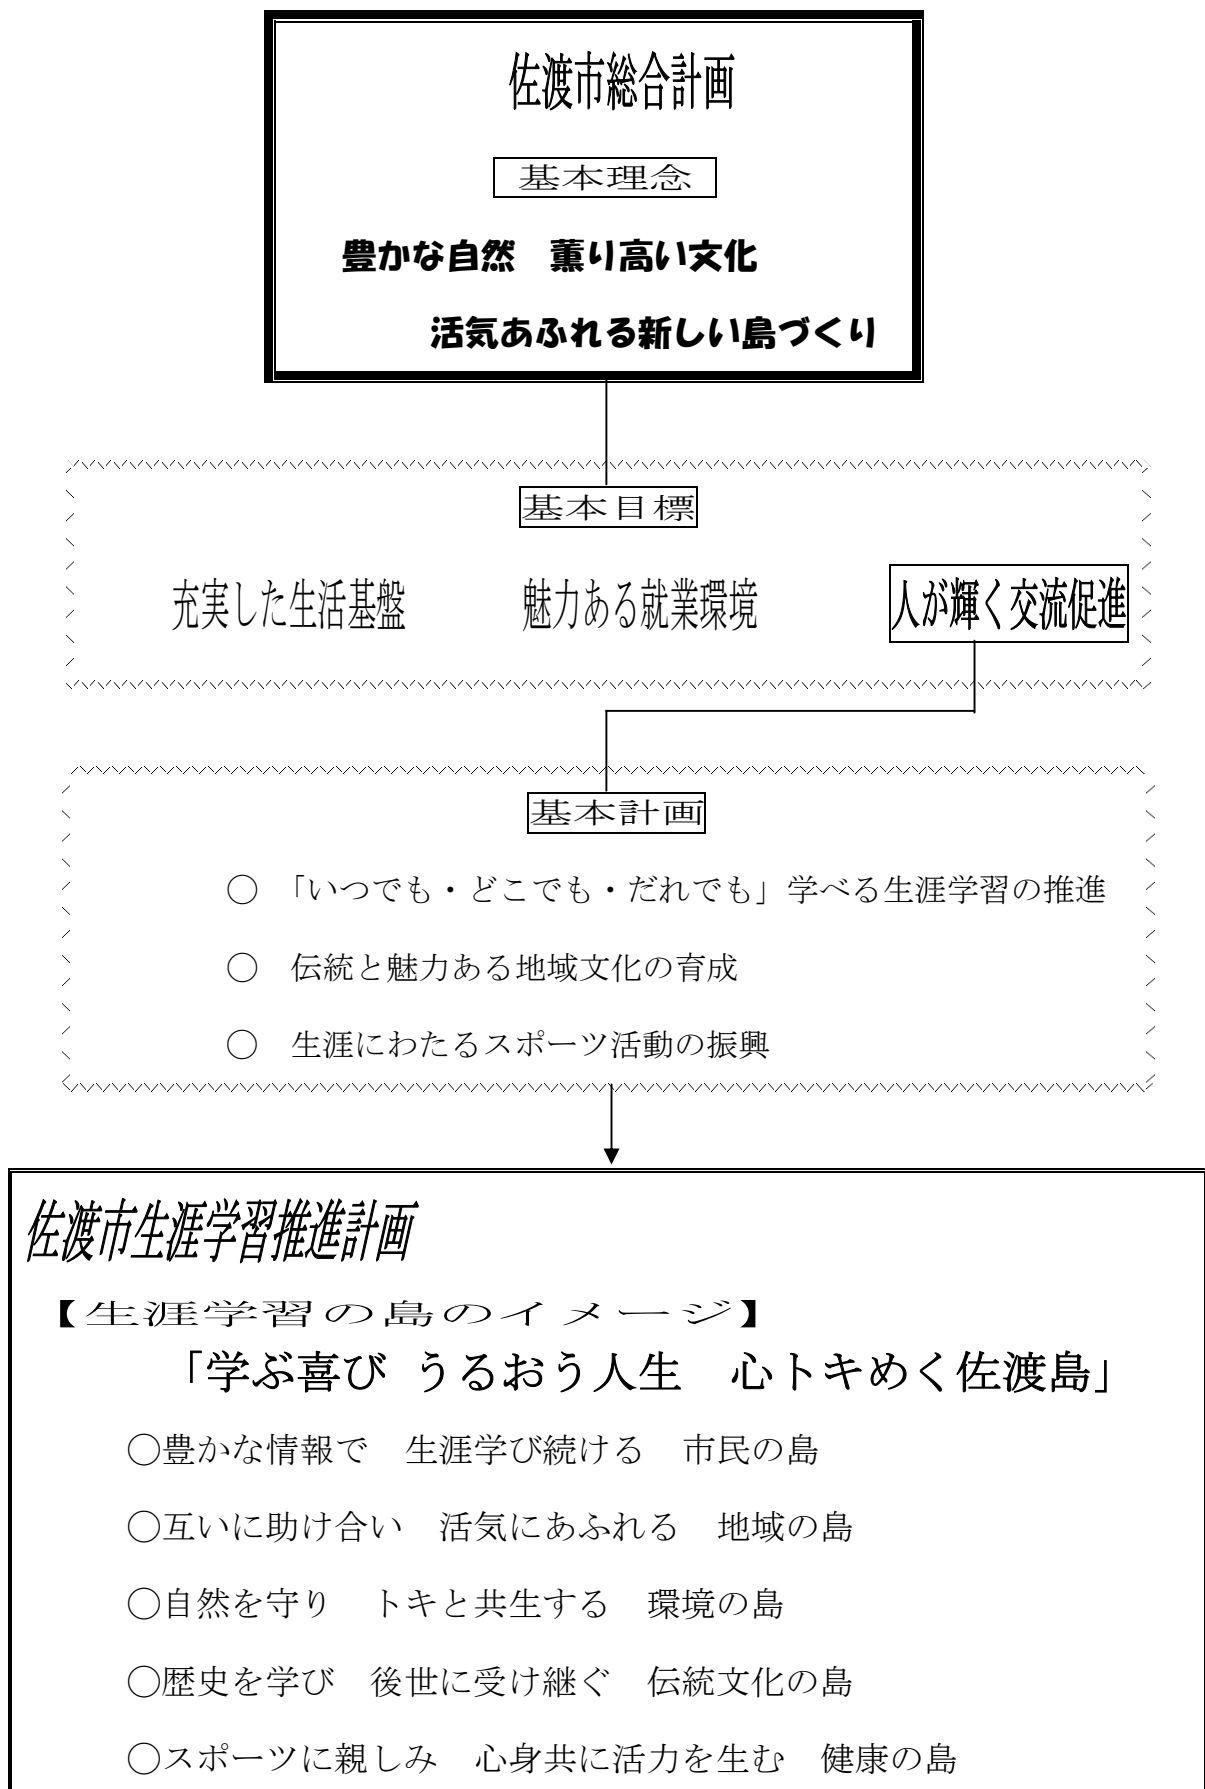 佐渡市総合計画
基本理念
豊かな自然　薫り高い文化
活気あふれる新しい島づくり
基本目標
充実した生活基盤　魅力ある就業環境　人が輝く交流促進
基本計画
○　「いつでも・どこでも・だれでも」学べる生涯学習の推進
○　伝統と魅力ある地域文化の育成
○　生涯にわたるスポーツ活動の振興
佐渡市生涯学習推進計画
【生涯学習の島のイメージ】
「学ぶ喜び　うるおう人生　心トキめく佐渡島」
○豊かな情報で　生涯学び続ける　市民の島
○互いに助け合い　活気にあふれる　地域の島
○自然を守り　トキと共生する　環境の島
○歴史を学び　後世に受け継ぐ　伝統文化の島
○スポーツに親しみ　心身共に活力を生む　健康の島